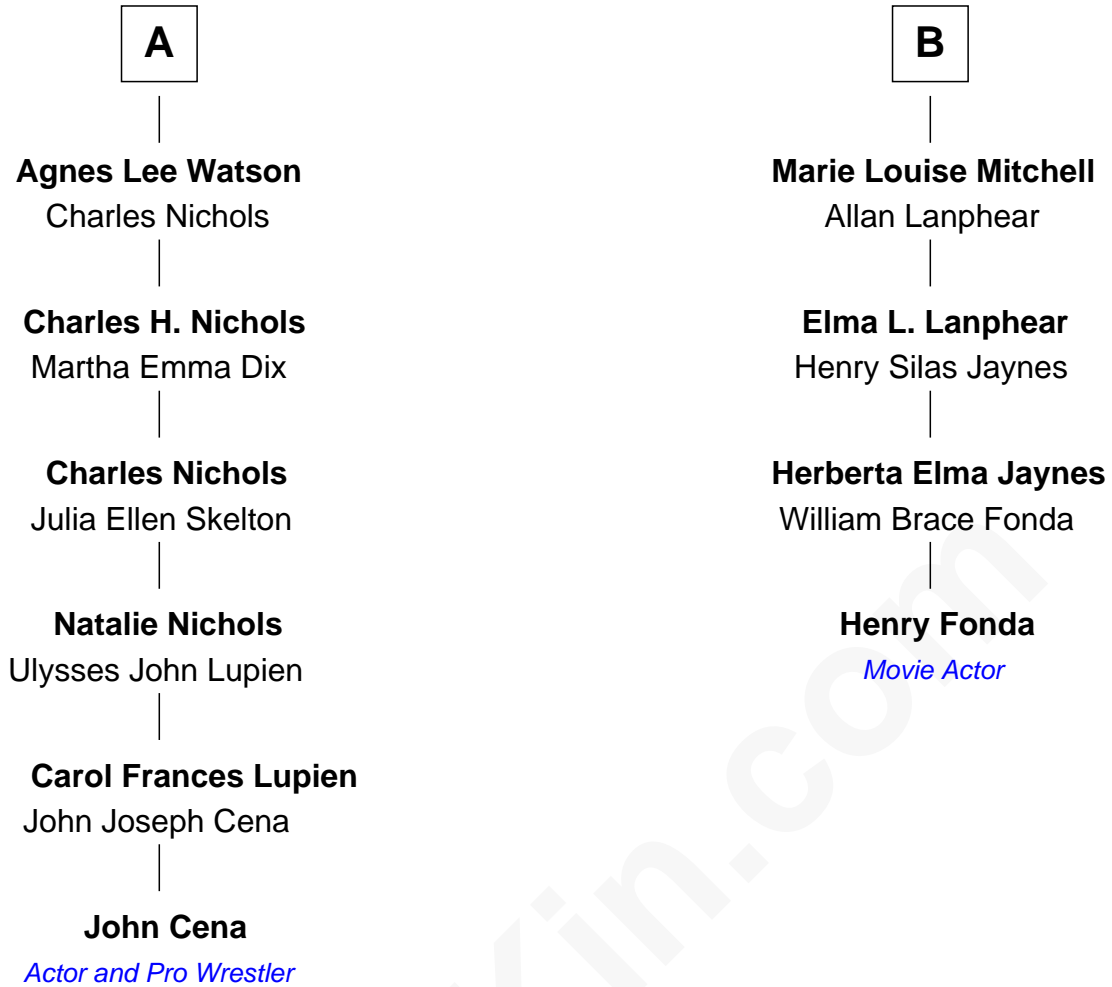 A
Agnes Lee Watson
Charles Nichols
Charles H. Nichols
Martha Emma Dix
Charles Nichols
Julia Ellen Skelton
Natalie Nichols
Ulysses John Lupien
Carol Frances Lupien
John Joseph Cena
John Cena
Actor and Pro Wrestler
B
Marie Louise Mitchell
Allan Lanphear
Elma L. Lanphear
Henry Silas Jaynes
Herberta Elma Jaynes
William Brace Fonda
Henry Fonda
Movie Actor
Kin.com